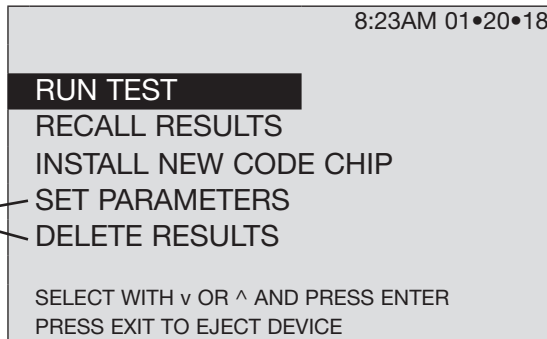 8:23AM 01•20•18
RUN TEST
RECALL RESULTS
INSTALL NEW CODE CHIP
SET PARAMETERS
DELETE RESULTS
SELECT WITH v OR ^ AND PRESS ENTER
PRESS EXIT TO EJECT DEVICE